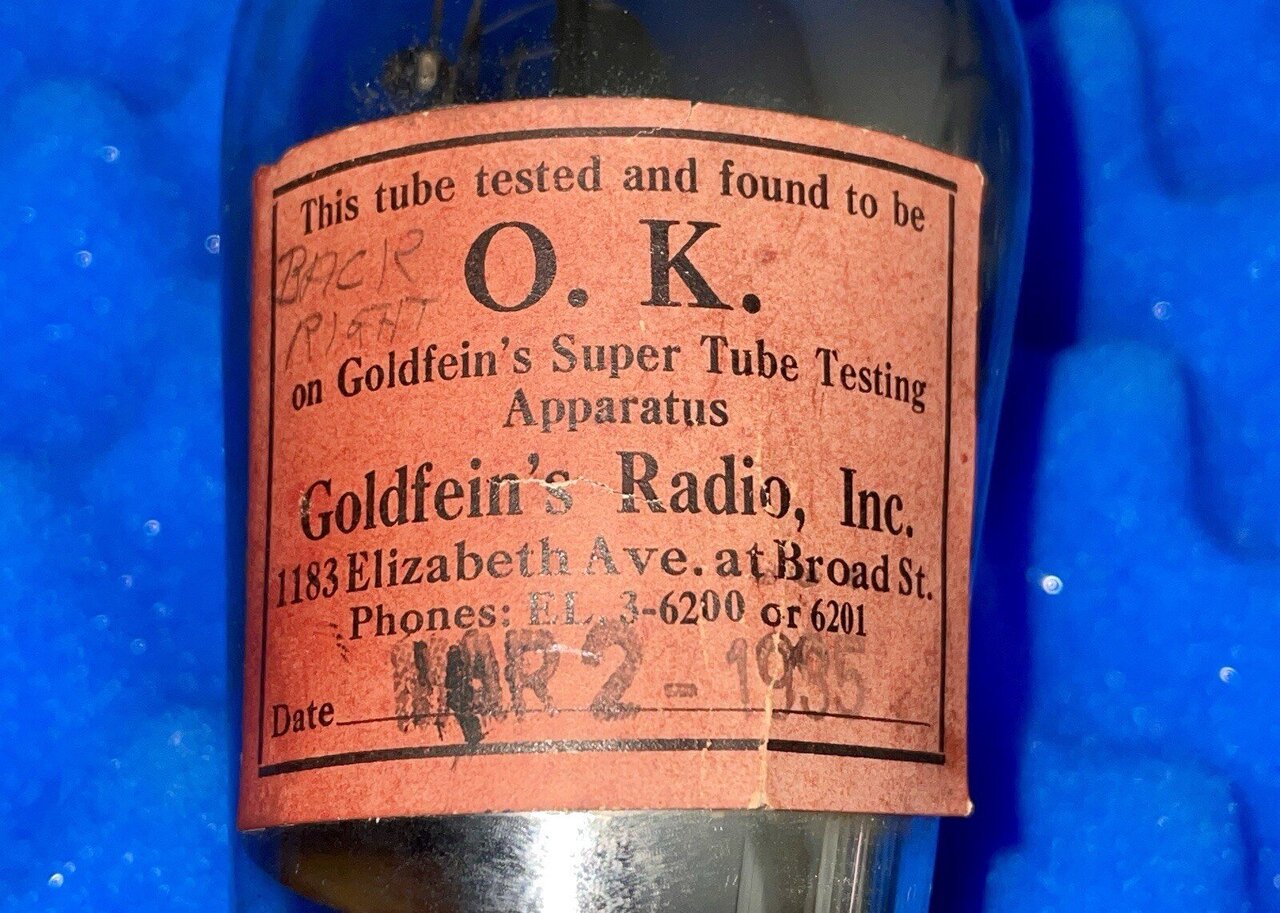 This tube tested and found to be
O. K.
BACK
RIGHT
on Goldfein's Super Tube Testing
Apparatus
Goldfein's Radio, Inc.
1183 Elizabeth Ave. at Broad St.
Phones: EL. 3-6200 or 6201
MAR 2 - 1935
Date